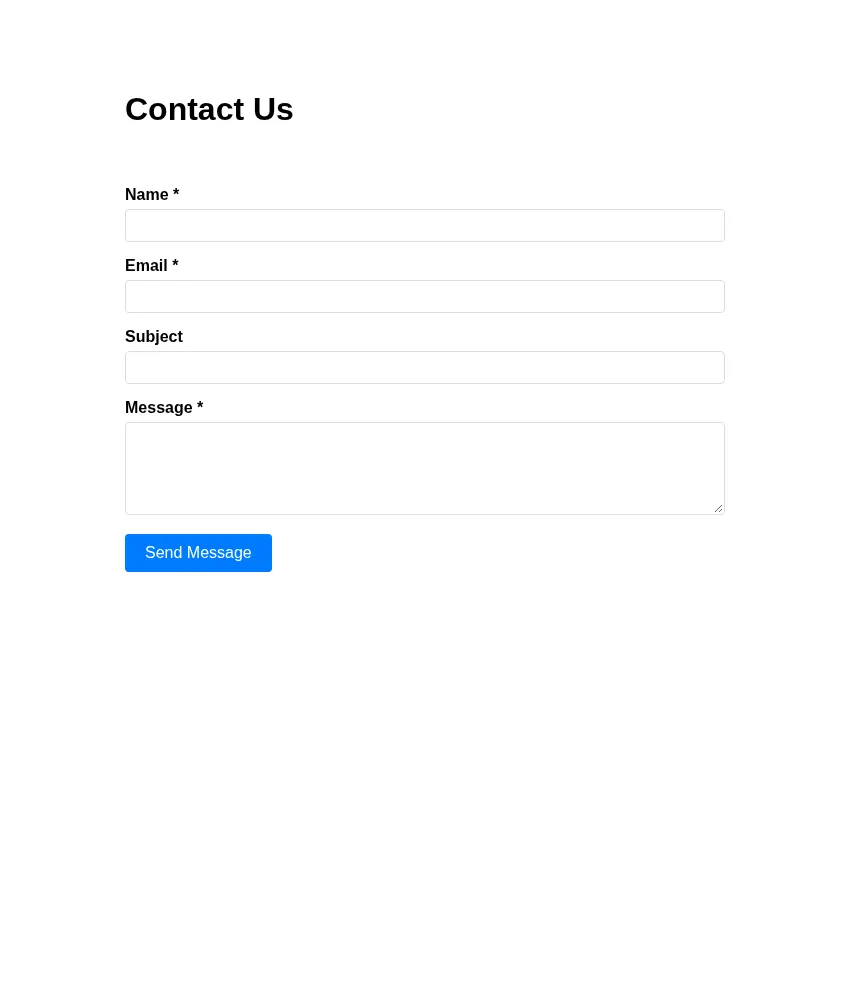 Contact Us
Name *
Email *
Subject
Message *
Send Message